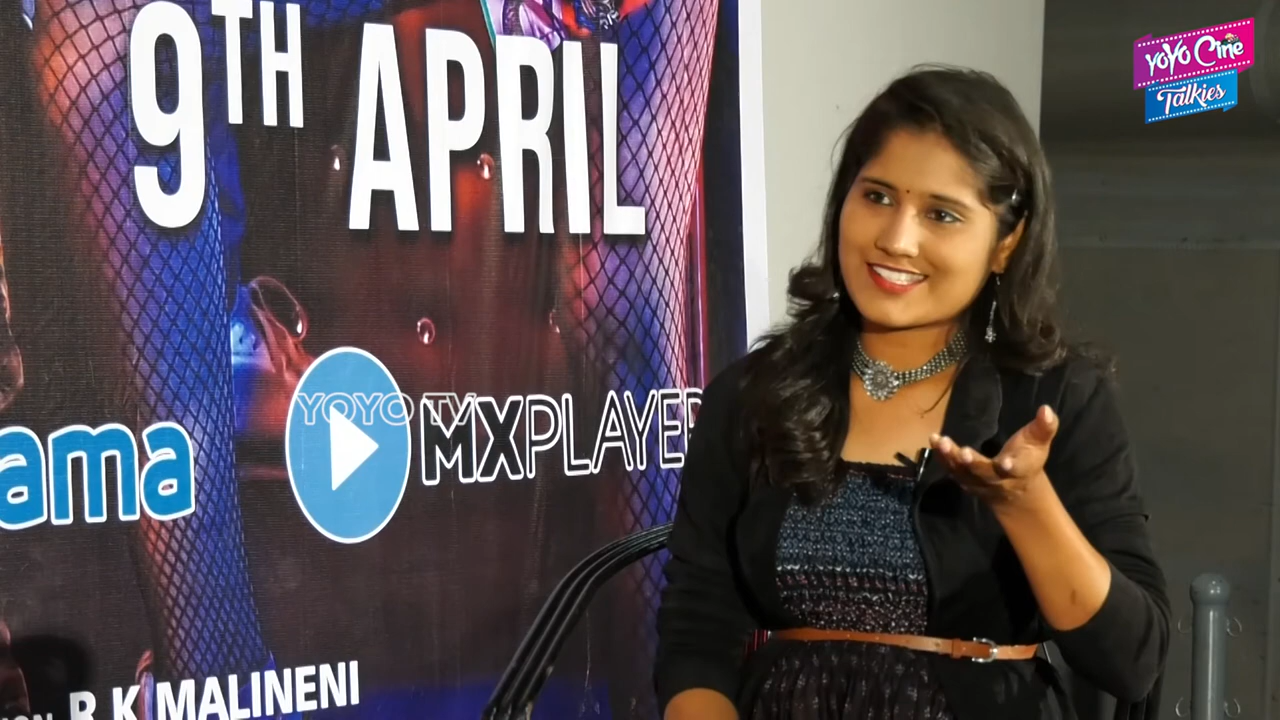 9TH APRIL
YOYO Cine
Talkies
YOYO TV
ama
MXPLAYER
R K MALINENI